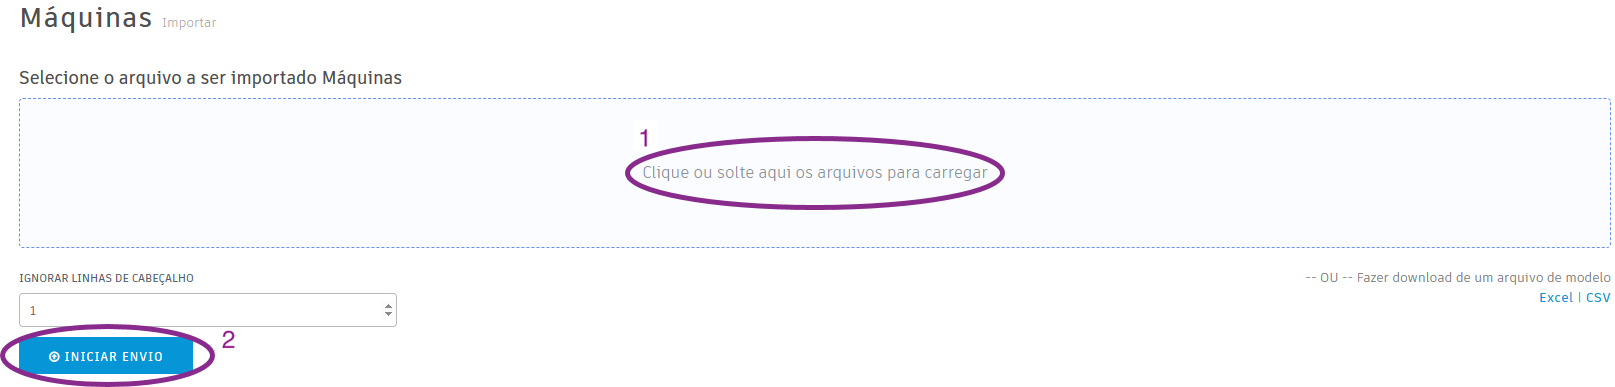 Máquinas Importar
Selecione o arquivo a ser importado Máquinas
1
Clique ou solte aqui os arquivos para carregar
IGNORAR LINHAS DE CABEÇALHO
-- OU -- Fazer download de um arquivo de modelo
1
Excel | CSV
2
INICIAR ENVIO